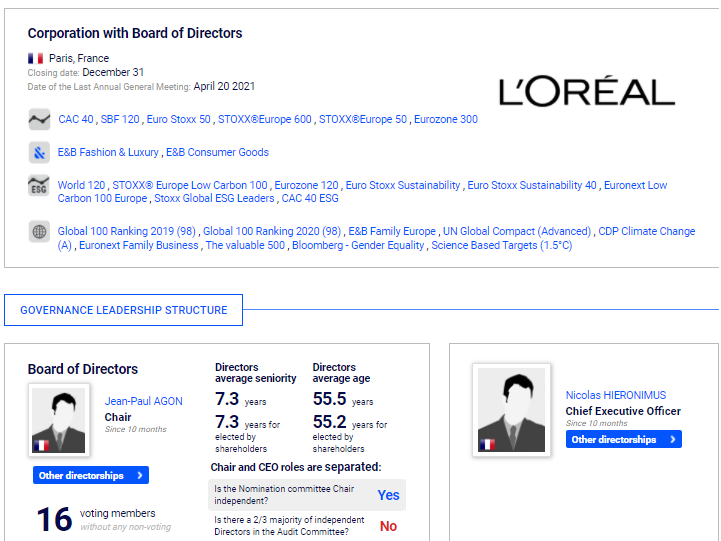 Corporation with Board of Directors
Paris, France
Closing date: December 31
Date of the Last Annual General Meeting: April 20 2021
L'ORÉAL
CAC 40 , SBF 120 , Euro Stoxx 50 , STOXX®Europe 600 , STOXX®Europe 50 , Eurozone 300
E&B Fashion & Luxury , E&B Consumer Goods
ESG
World 120 , STOXX® Europe Low Carbon 100 , Eurozone 120 , Euro Stoxx Sustainability , Euro Stoxx Sustainability 40 , Euronext Low
Carbon 100 Europe , Stoxx Global ESG Leaders , CAC 40 ESG
Global 100 Ranking 2019 (98) , Global 100 Ranking 2020 (98) , E&B Family Europe , UN Global Compact (Advanced) , CDP Climate Change
(A) , Euronext Family Business , The valuable 500 , Bloomberg - Gender Equality , Science Based Targets (1.5°C)
GOVERNANCE LEADERSHIP STRUCTURE
Board of Directors
Jean-Paul AGON
Chair
Since 10 months
Other directorships
16 voting members
without any non-voting
Directors
average seniority
7.3 years
7.3 years for
elected by
shareholders
Directors
average age
55.5 years
55.2 years for
elected by
shareholders
Chair and CEO roles are separated:
Is the Nomination committee Chair
independent?
Yes
Is there a 2/3 majority of independent
Directors in the Audit Committee?
No
Nicolas HIERONIMUS
Chief Executive Officer
Since 10 months
Other directorships